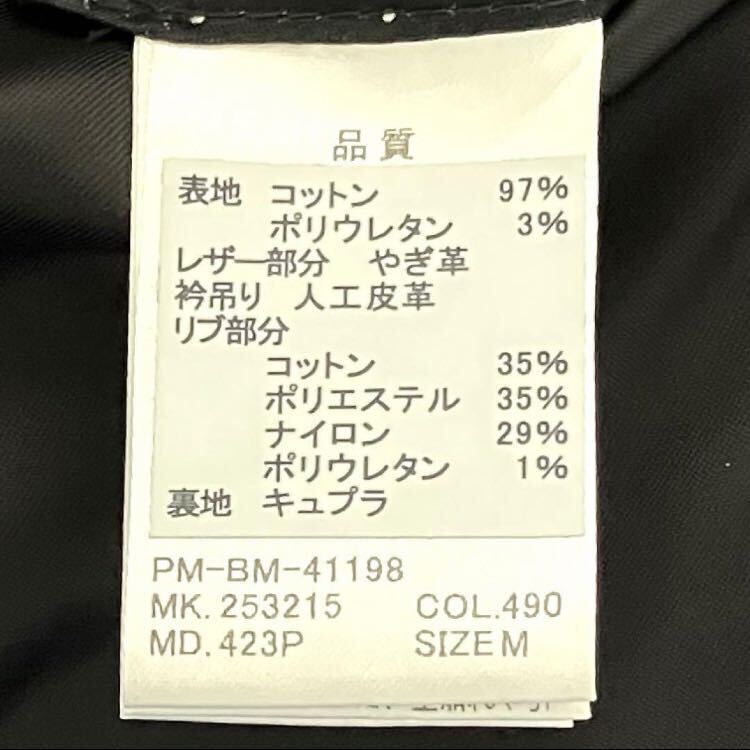 品質
表地 コットン 97%
ポリウレタン 3%
レザー部分 やぎ革
衿吊り 人工皮革
リブ部分
コットン 35%
ポリエステル 35%
ナイロン 29%
ポリウレタン 1%
裏地 キュプラ
PM-BM-41198
MK.253215 COL.490
MD.423P SIZE M